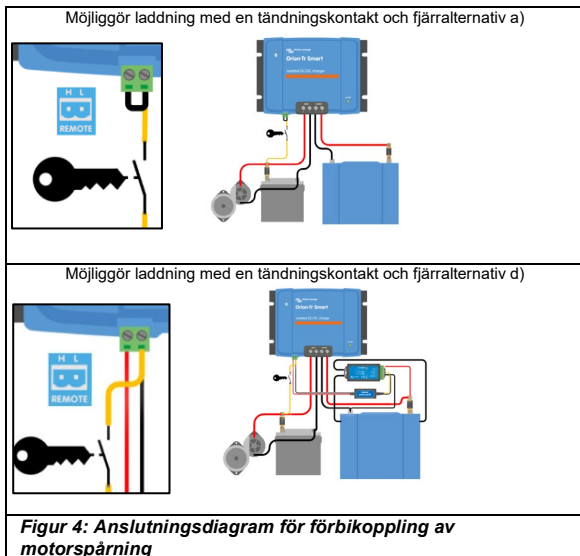 Möjliggör laddning med en tändningskontakt och fjärralternativ a)
H L
REMOTE
Orion-Tr Smart
Möjliggör laddning med en tändningskontakt och fjärralternativ d)
H L
REMOTE
Orion-Tr Smart
Figur 4: Anslutningsdiagram för förbikoppling av
motorspårning